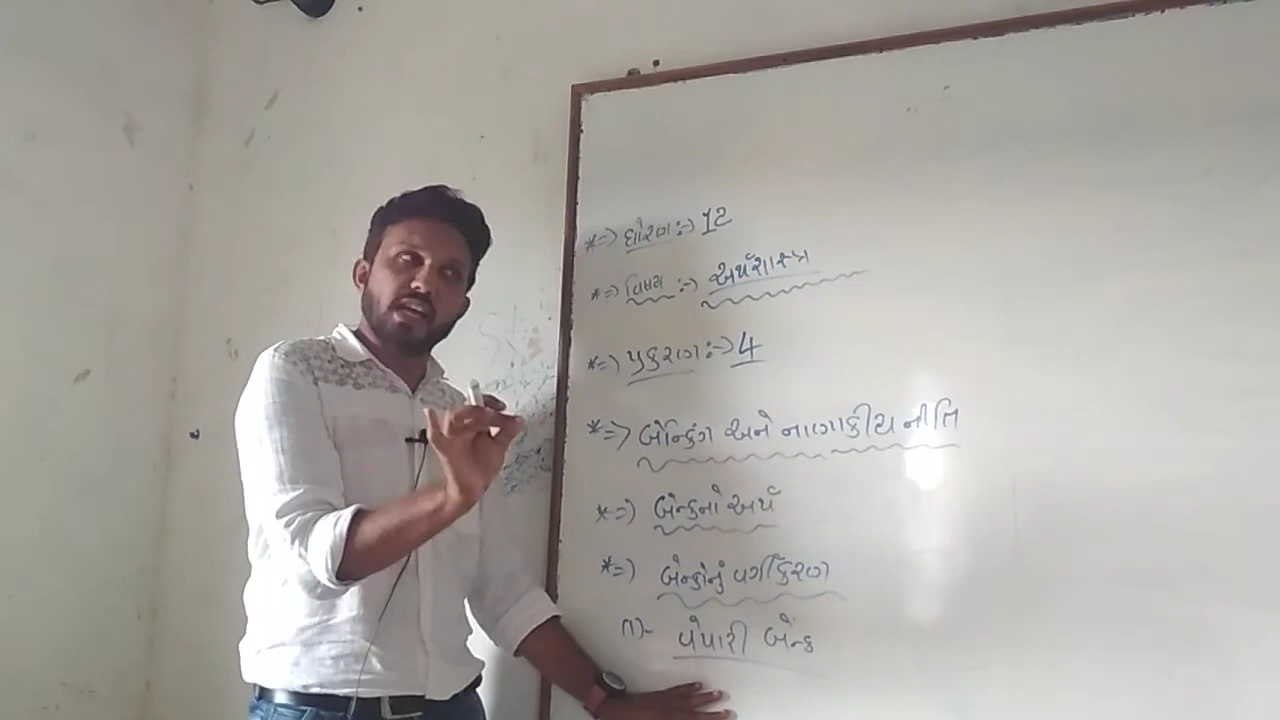 *=> ધોરણ :-> 12
*=> વિષય :-> અર્થશાસ્ત્ર
*=> પ્રકરણ :-> 4
*=> બેન્કિંગ અને નાણાકીય નીતિ
*=> બેન્કનો અર્થ
*=> બેન્કોનું વર્ગીકરણ
(1)- વેપારી બેન્ક